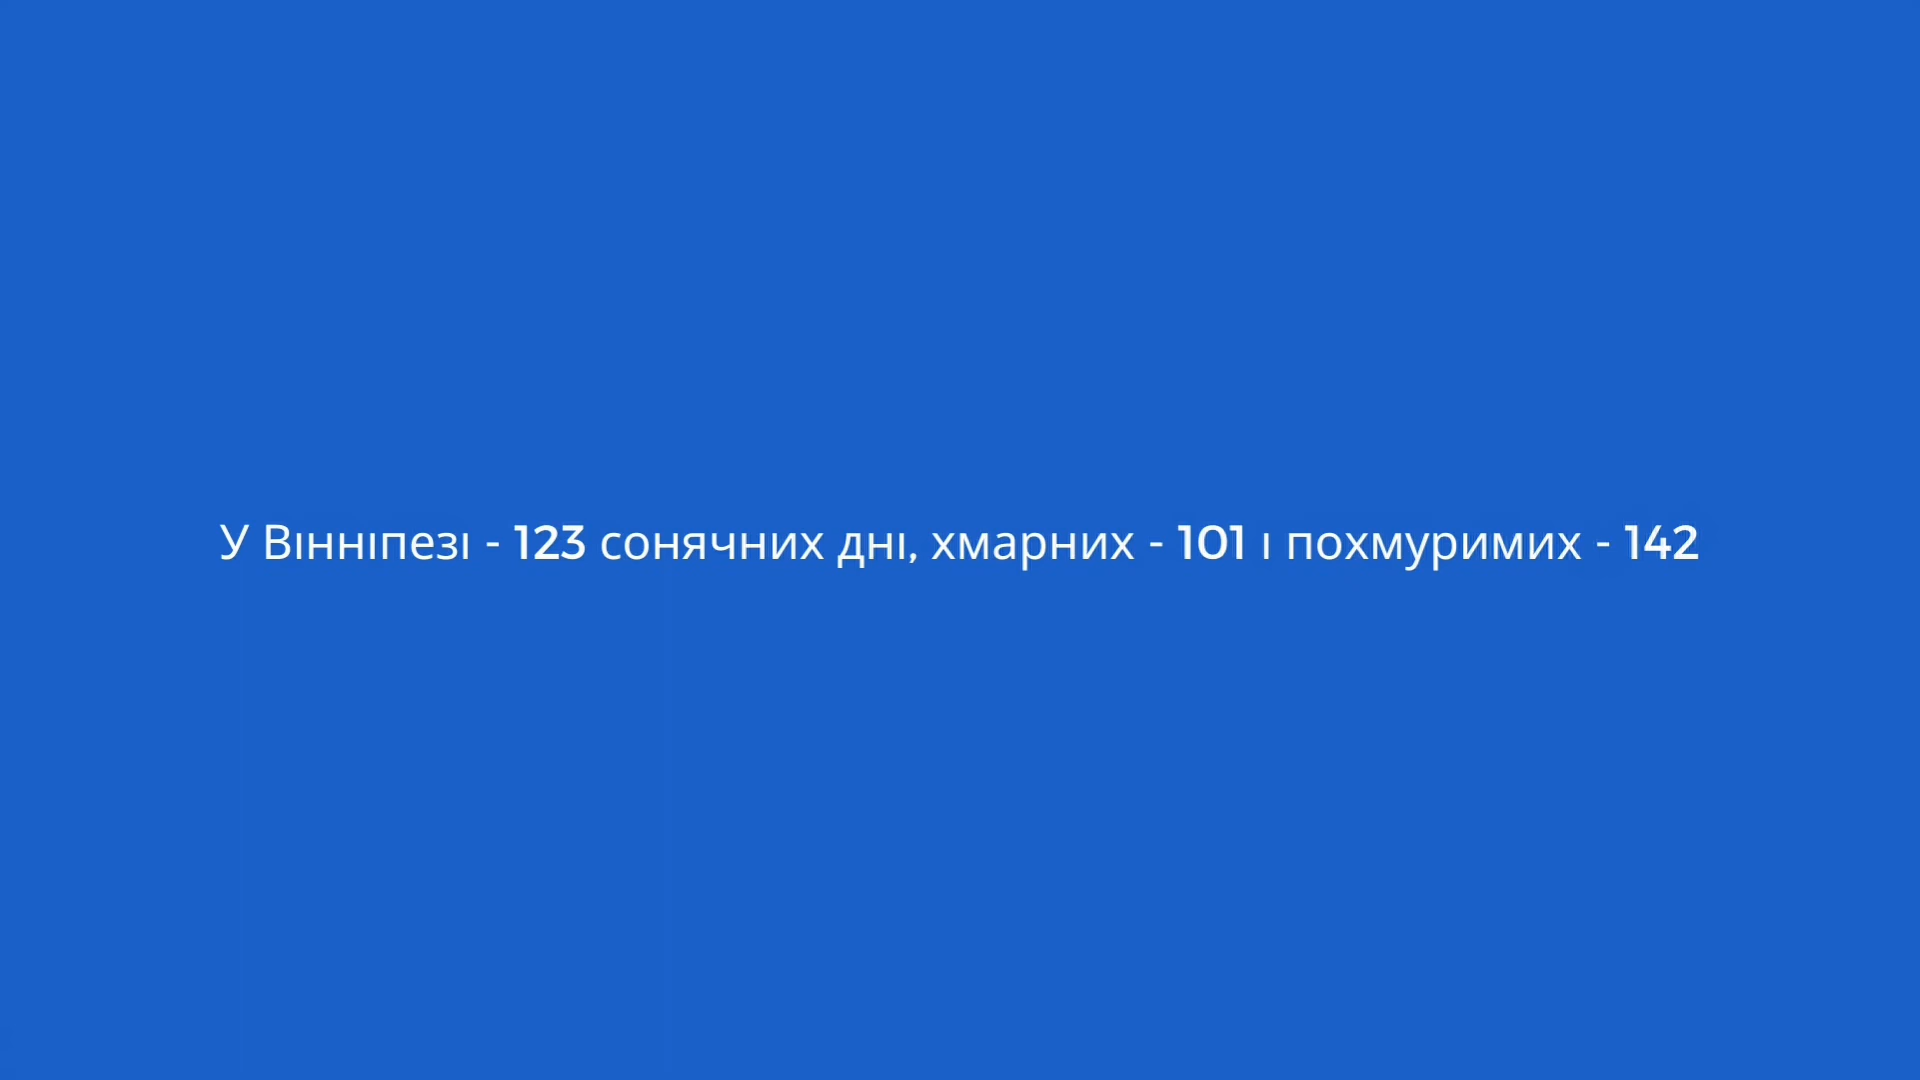 У Вінніпезі - 123 сонячних дні, хмарних - 101 і похмуримих - 142